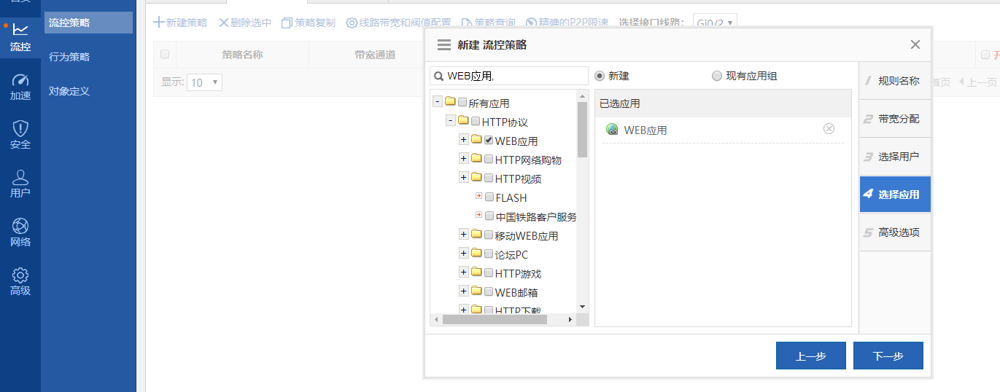 流控
加速
安全
用户
网络
高级
流控策略
行为策略
对象定义
新建策略 删除选中 策略复制 线路带宽和阀值配置 策略查询 精确的P2P限速 选择接口线路: Gi0/2
策略名称 带宽通道
显示: 10
首页 上一页
新建 流控策略
WEB应用,
所有应用
HTTP协议
WEB应用
HTTP网络购物
HTTP视频
FLASH
中国铁路客户服务
移动WEB应用
论坛PC
HTTP游戏
WEB邮箱
HTTP下载
新建 现有应用组
已选应用
WEB应用
1 规则名称
2 带宽分配
3 选择用户
4 选择应用
5 高级选项
上一步 下一步